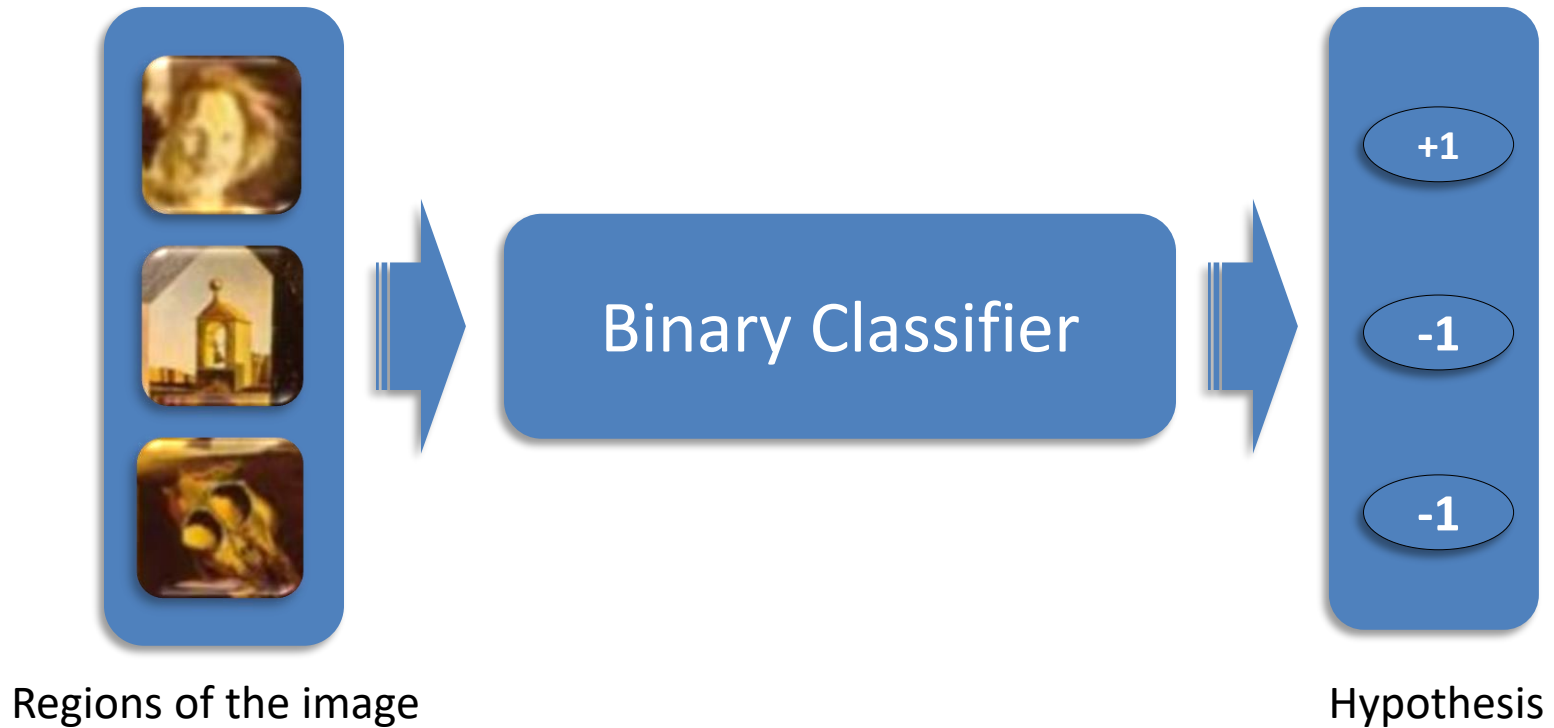 Binary Classifier
+1
-1
-1
Regions of the image
Hypothesis